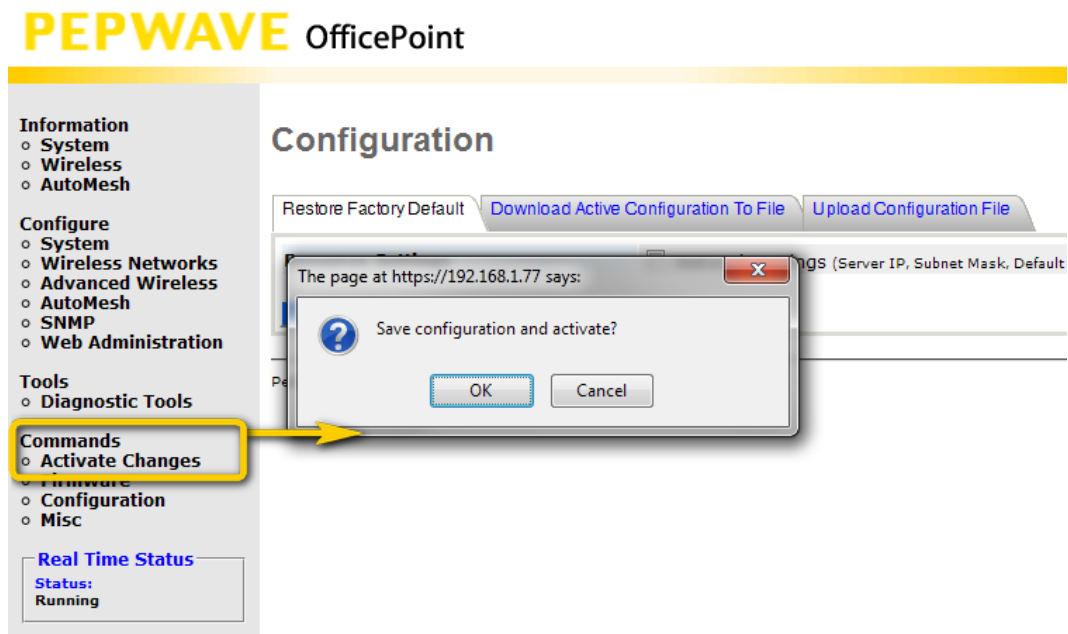 PEPWAVE OfficePoint
Information
System
Wireless
AutoMesh
Configure
System
Wireless Networks
Advanced Wireless
AutoMesh
SNMP
Web Administration
Tools
Diagnostic Tools
Commands
Activate Changes
Firmware
Configuration
Misc
Real Time Status
Status:
Running
Configuration
Restore Factory Default
Download Active Configuration To File
Upload Configuration File
(Server IP, Subnet Mask, Default
The page at https://192.168.1.77 says:
Save configuration and activate?
OK
Cancel